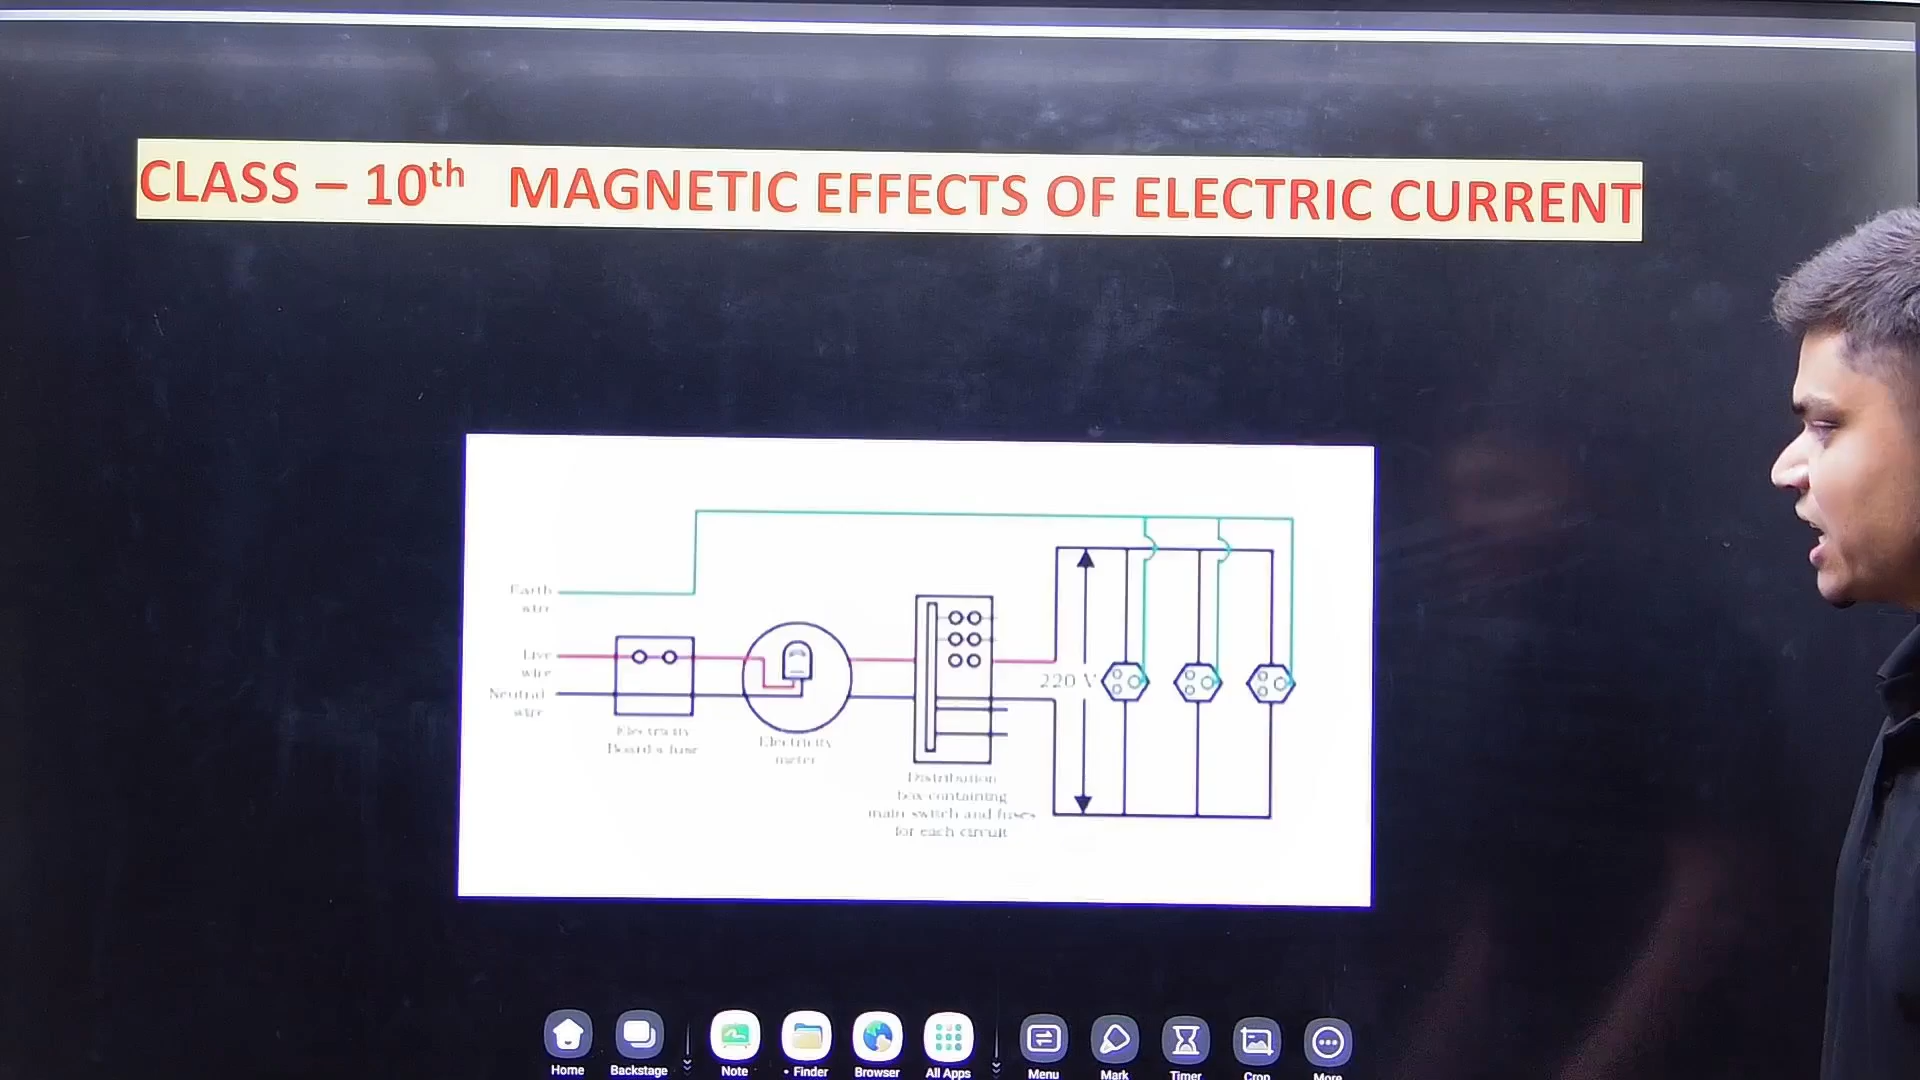 CLASS – 10th MAGNETIC EFFECTS OF ELECTRIC CURRENT
Earth
wire
Live
wire
Neutral
wire
220 V
Electricity
Board's fuse
Electricity
meter
Distribution
box containing
main switch and fuses
for each circuit
Home
Backstage
Note
• Finder
Browser
All Apps
Menu
Mark
Timer
Crop
More